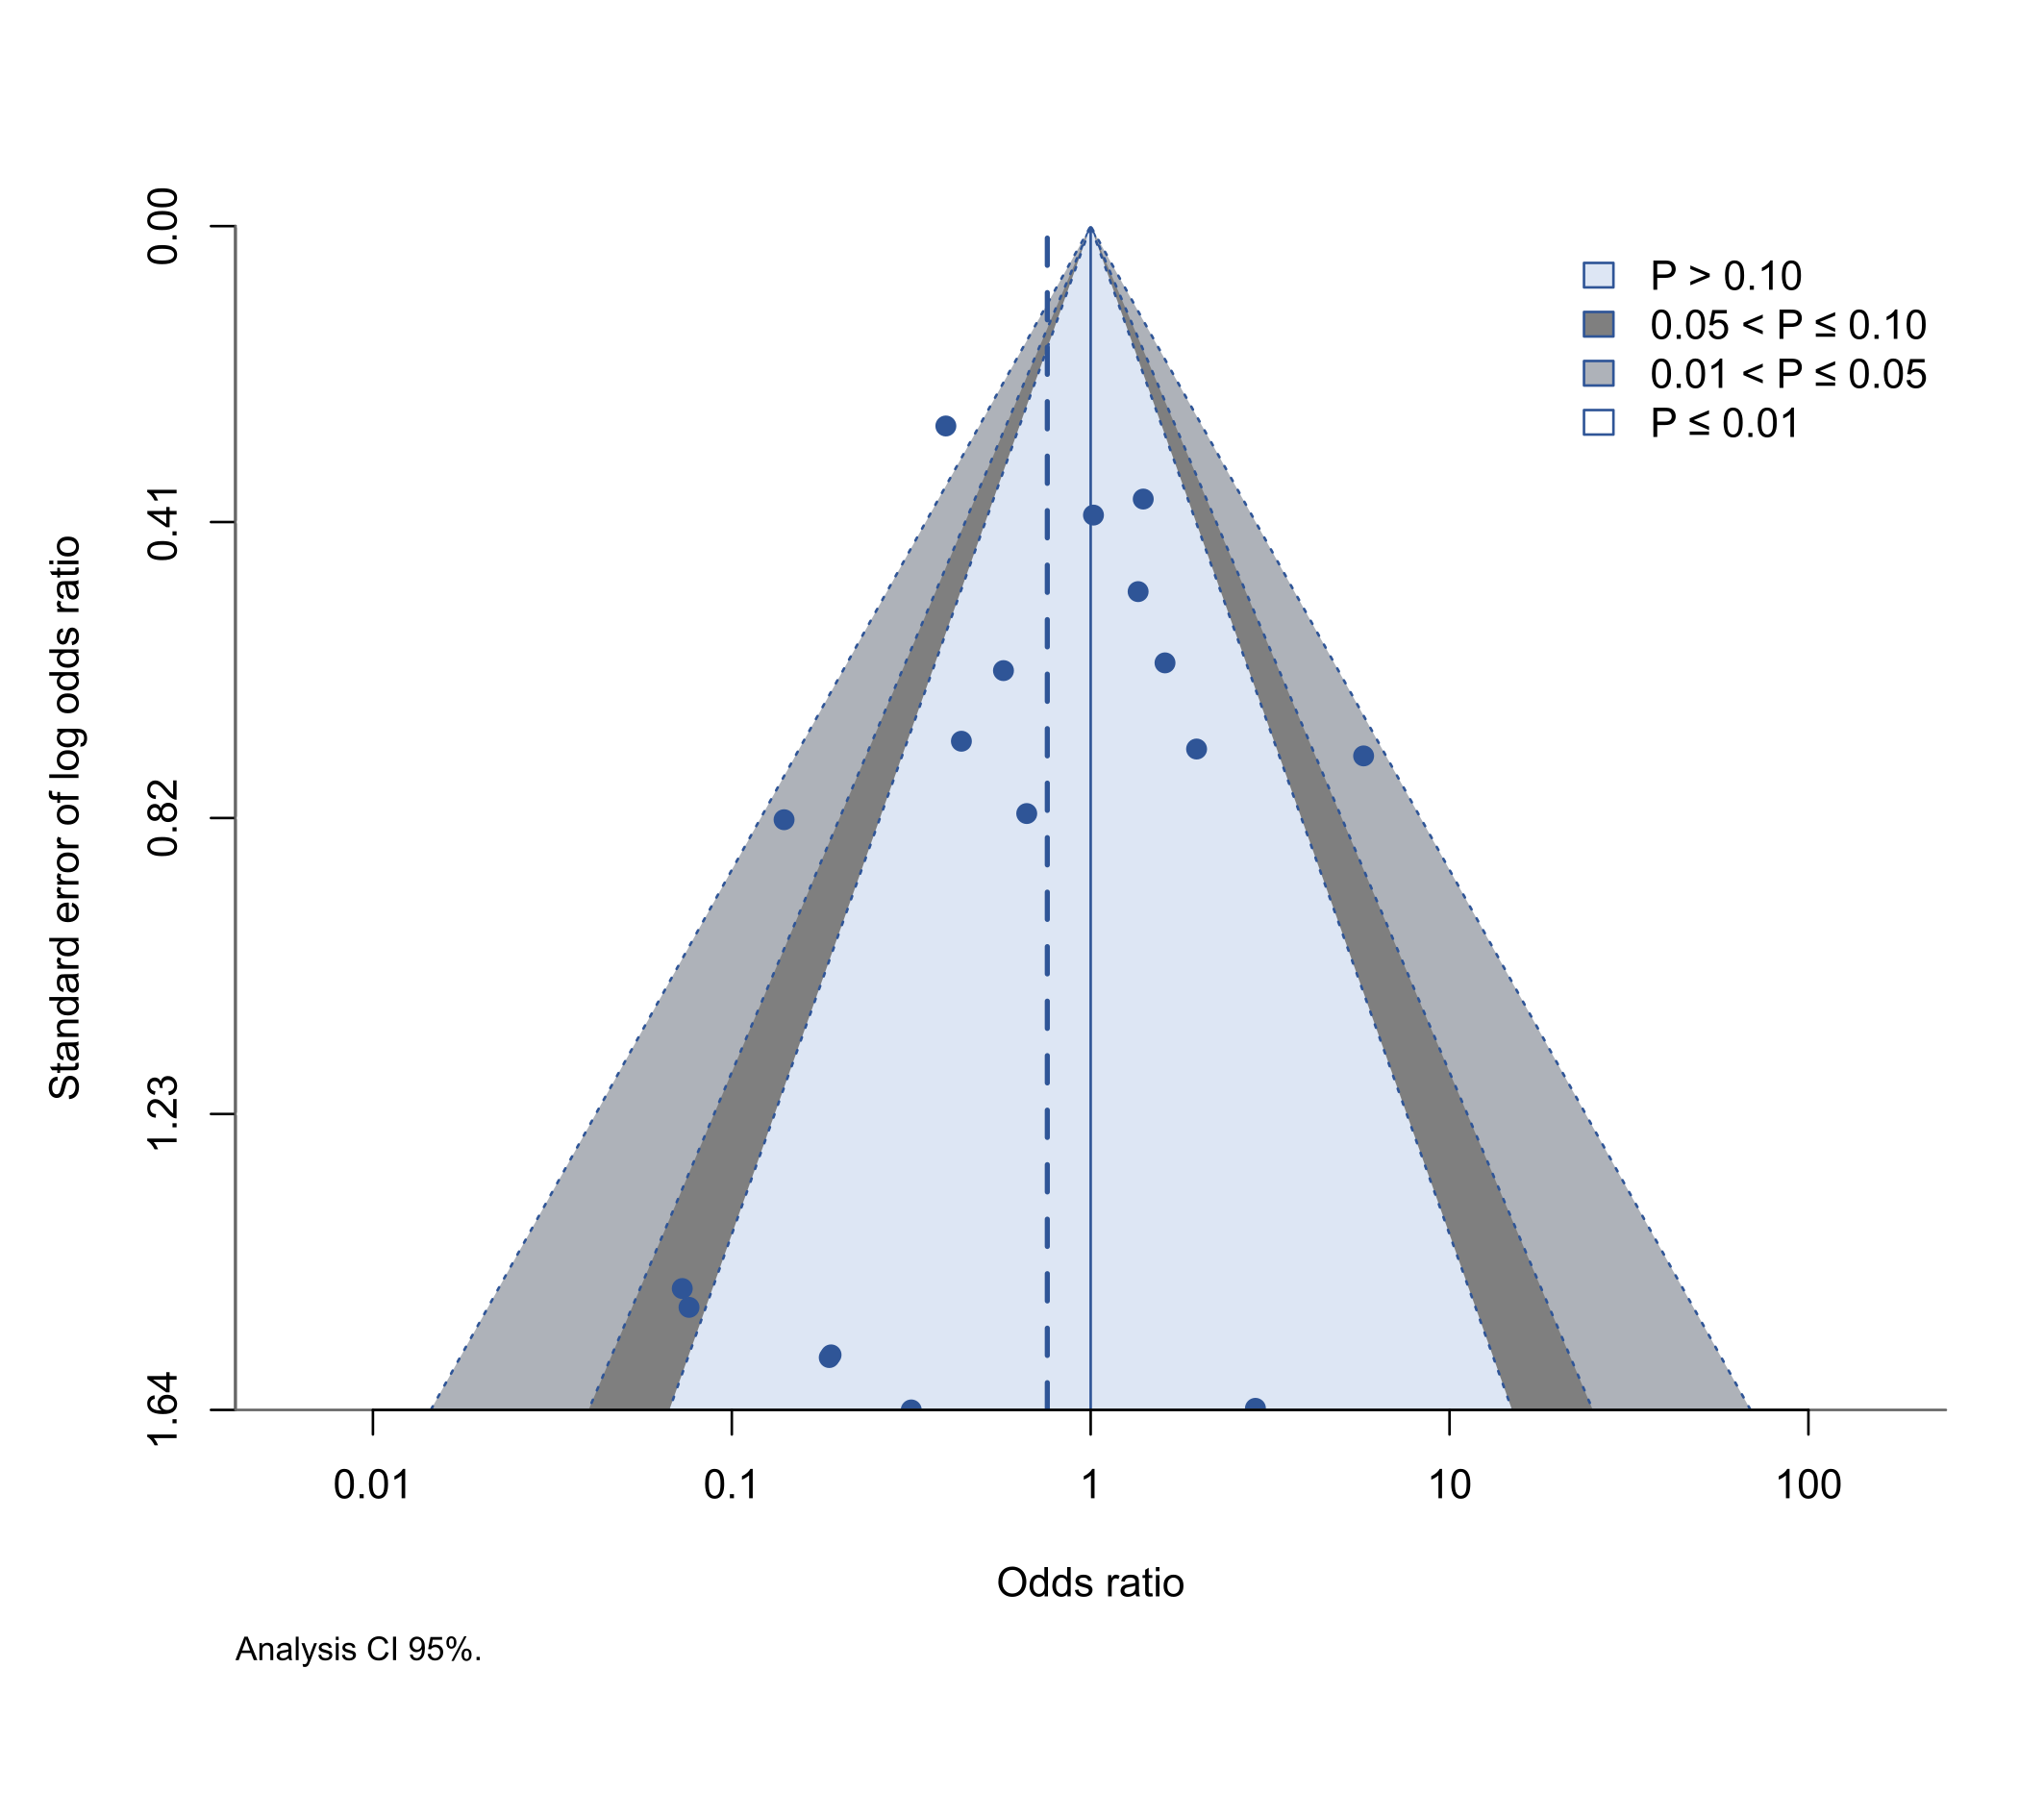 P > 0.10
0.05 < P ≤ 0.10
0.01 < P ≤ 0.05
P ≤ 0.01
Standard error of log odds ratio
0.00
0.41
0.82
1.23
1.64
0.01
0.1
1
10
100
Odds ratio
Analysis CI 95%.